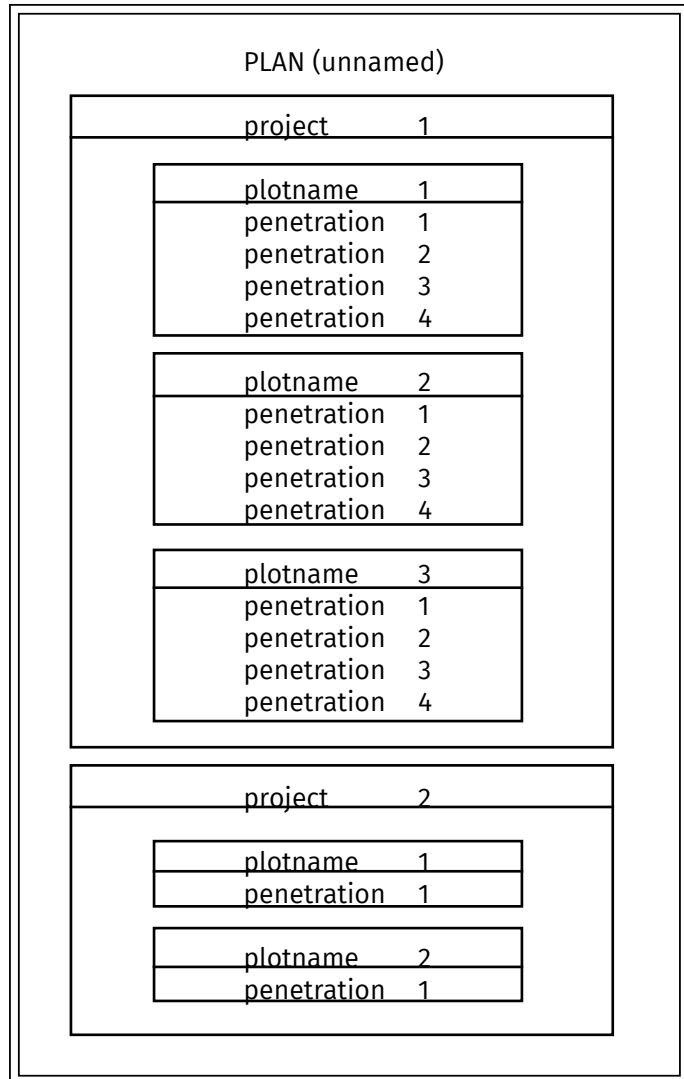 PLAN (unnamed)
project 1
plotname 1
penetration 1
penetration 2
penetration 3
penetration 4
plotname 2
penetration 1
penetration 2
penetration 3
penetration 4
plotname 3
penetration 1
penetration 2
penetration 3
penetration 4
project 2
plotname 1
penetration 1
plotname 2
penetration 1